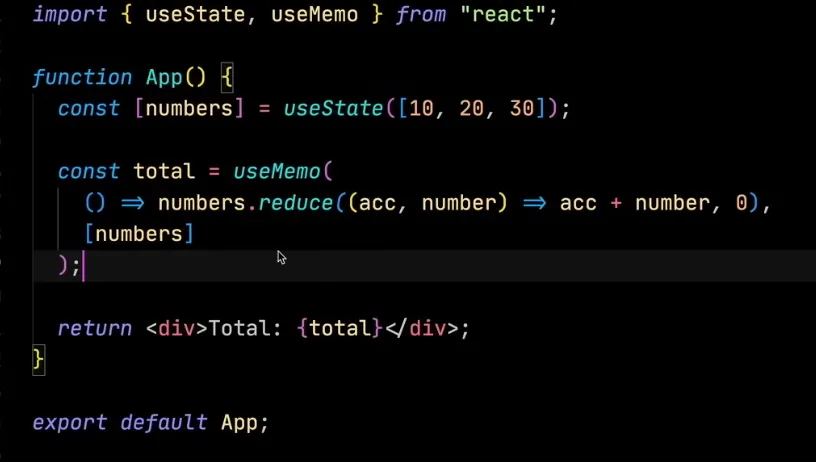 import { useState, useMemo } from "react";
function App() {
const [numbers] = useState([10, 20, 30]);
const total = useMemo(
() => numbers.reduce((acc, number) => acc + number, 0),
[numbers]
);
return <div>Total: {total}</div>;
}
export default App;